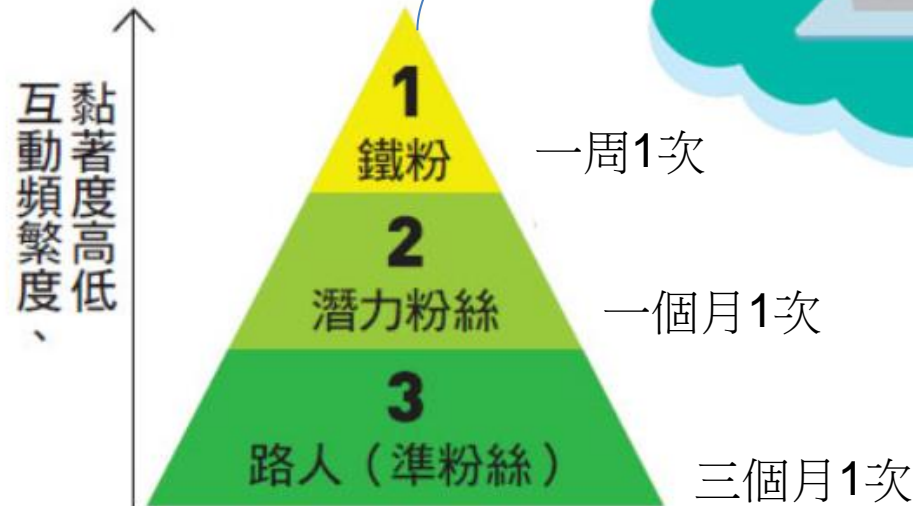 互動頻繁度、
黏著度高低
1
鐵粉
一周1次
2
潛力粉絲
一個月1次
3
路人（準粉絲）
三個月1次